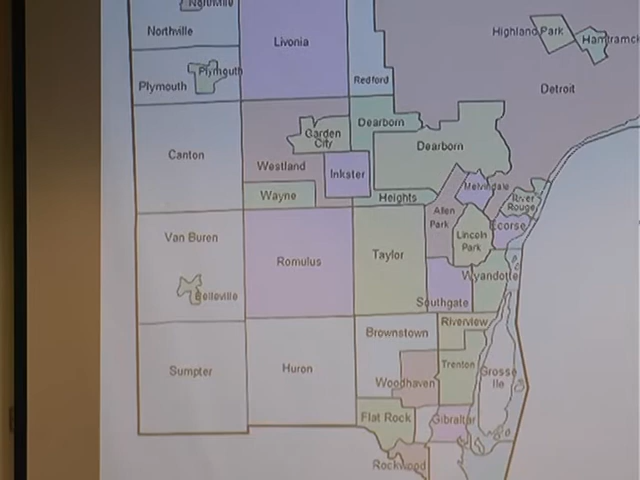 Northville
Northville
Livonia
Highland Park
Hamtramck
Plymouth
Plymouth
Redford
Detroit
Dearborn
Garden
City
Dearborn
Canton
Westland
Inkster
Melvindale
Wayne
Heights
River
Rouge
Allen
Park
Ecorse
Van Buren
Lincoln
Park
Romulus
Taylor
Wyandotte
Belleville
Southgate
Riverview
Brownstown
Sumpter
Huron
Trenton
Grosse
Ile
Woodhaven
Flat Rock
Gibraltar
Rockwood